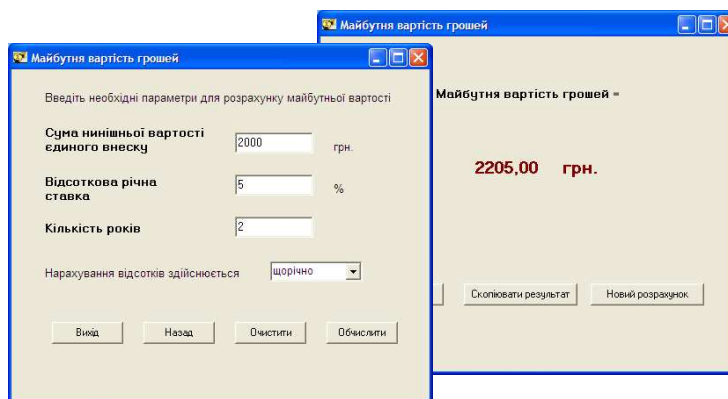 Майбутня вартість грошей
Майбутня вартість грошей =
2205,00 грн.
Скопіювати результат
Новий розрахунок
Майбутня вартість грошей
Введіть необхідні параметри для розрахунку майбутньої вартості
Сума нинішньої вартості
єдиного внеску
2000
грн.
Відсоткова річна
ставка
5
%
Кількість років
2
Нарахування відсотків здійснюється
щорічно
Вихід
Назад
Очистити
Обчислити